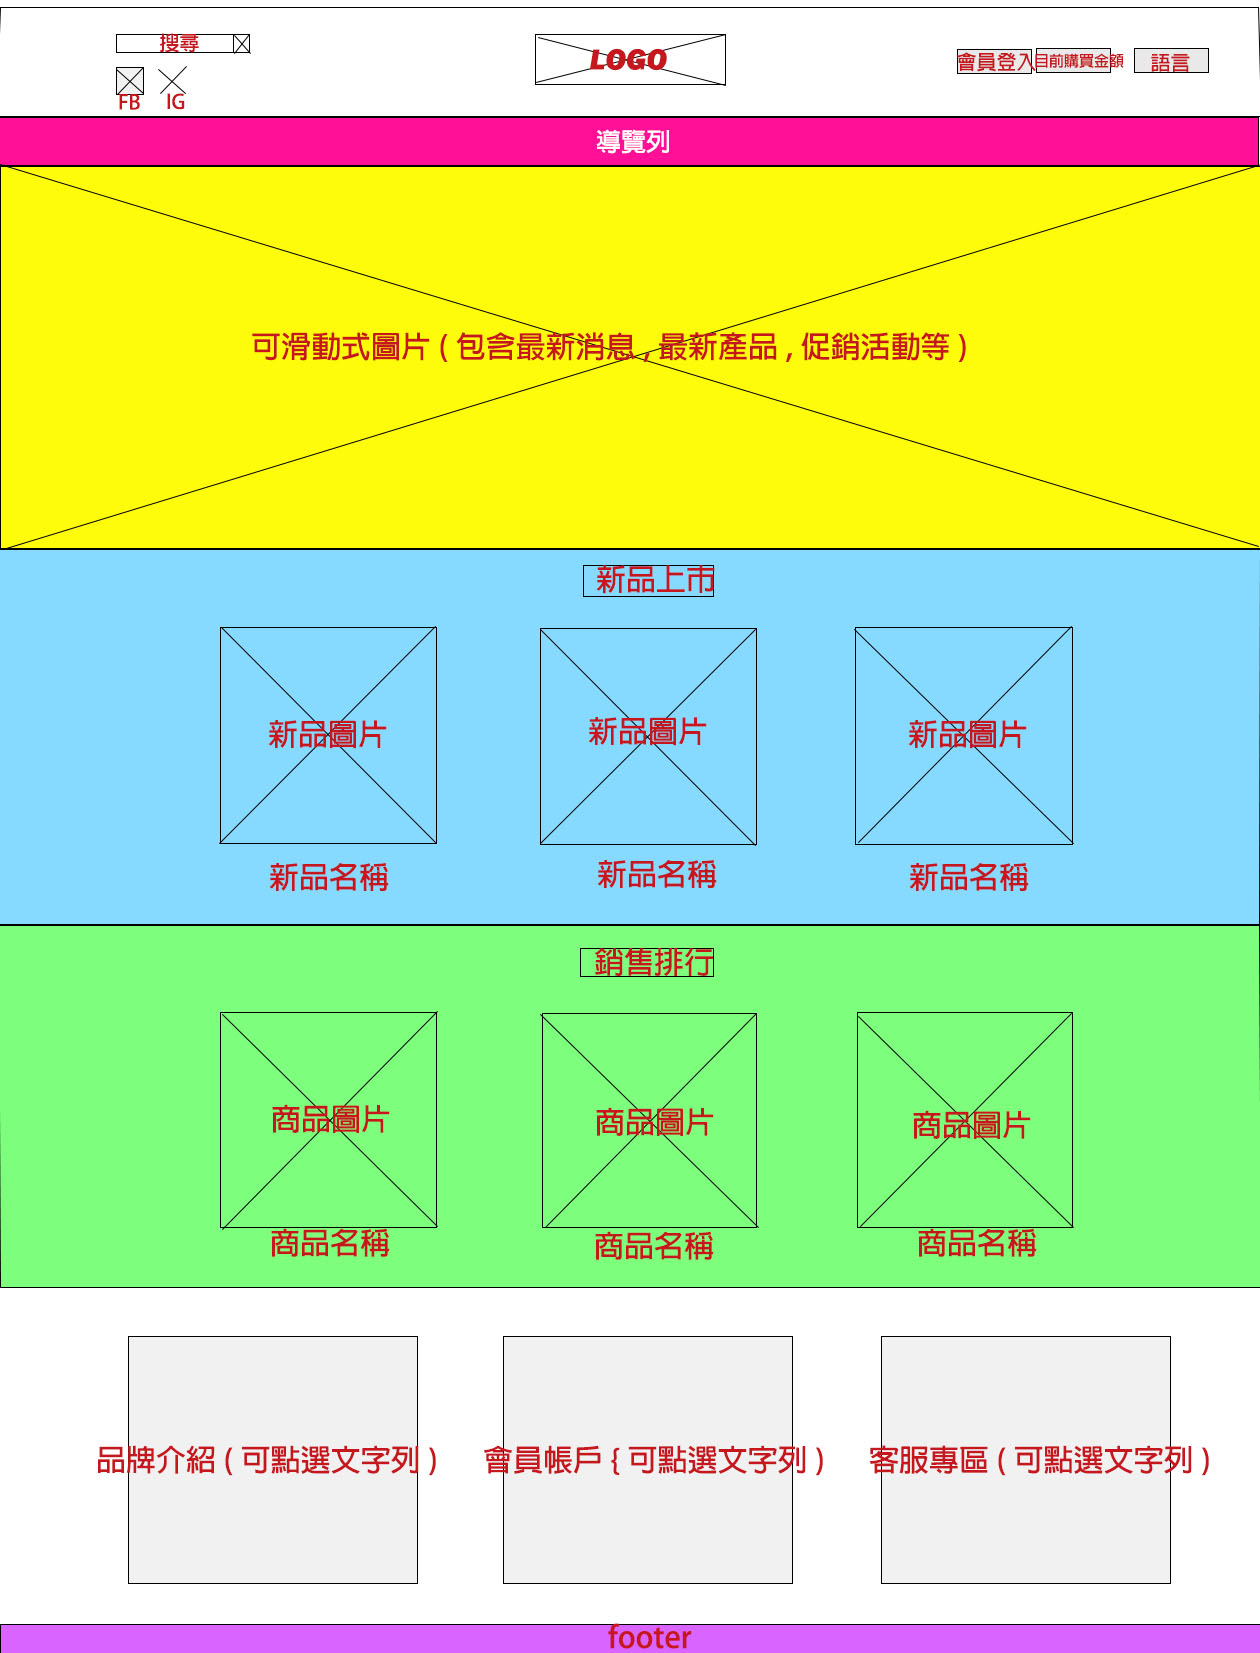 搜尋
FB
IG
LOGO
會員登入
目前購買金額
語言
導覽列
可滑動式圖片 ( 包含最新消息 , 最新產品 , 促銷活動等 )
新品上市
新品圖片
新品圖片
新品圖片
新品名稱
新品名稱
新品名稱
銷售排行
商品圖片
商品圖片
商品圖片
商品名稱
商品名稱
商品名稱
品牌介紹 ( 可點選文字列 )
會員帳戶 { 可點選文字列 )
客服專區 ( 可點選文字列 )
footer